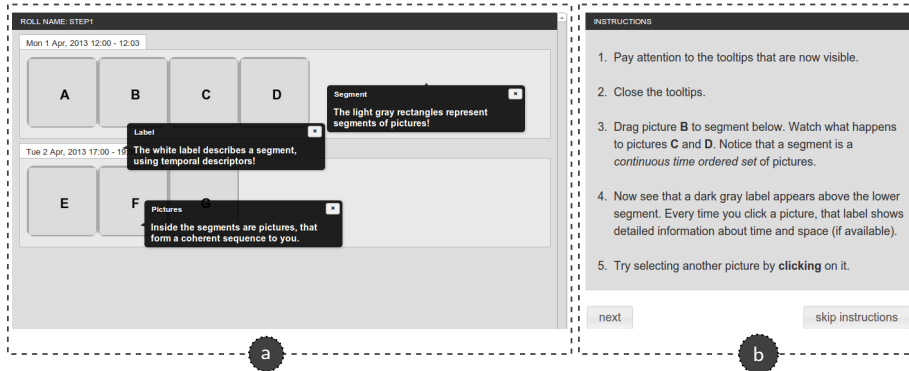 ROLL NAME: STEP1
Mon 1 Apr, 2013 12:00 - 12:03
A
B
C
D
Segment
The light gray rectangles represent
segments of pictures!
Label
The white label describes a segment,
using temporal descriptors!
Tue 2 Apr, 2013 17:00 -
E
F
G
Pictures
Inside the segments are pictures, that
form a coherent sequence to you.
a
INSTRUCTIONS
1. Pay attention to the tooltips that are now visible.
2. Close the tooltips.
3. Drag picture B to segment below. Watch what happens
to pictures C and D. Notice that a segment is a
continuous time ordered set of pictures.
4. Now see that a dark gray label appears above the lower
segment. Every time you click a picture, that label shows
detailed information about time and space (if available).
5. Try selecting another picture by clicking on it.
next
skip instructions
b